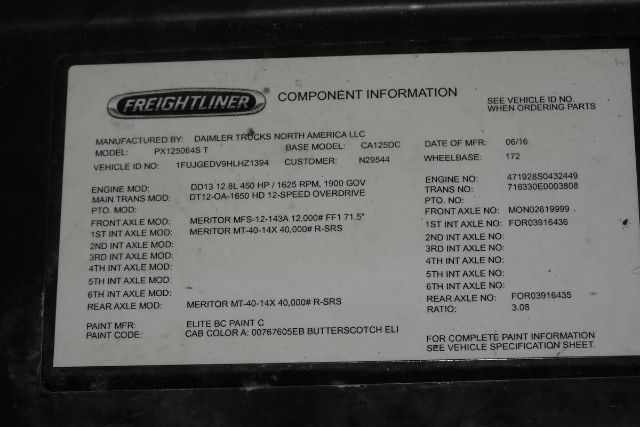 FREIGHTLINER ® COMPONENT INFORMATION
SEE VEHICLE ID NO.
WHEN ORDERING PARTS
MANUFACTURED BY: DAIMLER TRUCKS NORTH AMERICA LLC
MODEL: PX125064S T BASE MODEL: CA125DC DATE OF MFR: 06/16
VEHICLE ID NO: 1FUJGEDV9HLHZ1394 CUSTOMER: N29544 WHEELBASE: 172
ENGINE MOD: DD13 12.8L 450 HP / 1625 RPM, 1900 GOV ENGINE NO: 471928S0432449
MAIN TRANS MOD: DT12-OA-1650 HD 12-SPEED OVERDRIVE TRANS NO: 716330E0003808
PTO. MOD: PTO. NO:
FRONT AXLE MOD: MERITOR MFS-12-143A 12,000# FF1 71.5" FRONT AXLE NO: MON02619999
1ST INT AXLE MOD: MERITOR MT-40-14X 40,000# R-SRS 1ST INT AXLE NO: FOR03916436
2ND INT AXLE MOD: 2ND INT AXLE NO:
3RD INT AXLE MOD: 3RD INT AXLE NO:
4TH INT AXLE MOD: 4TH INT AXLE NO:
5TH INT AXLE MOD: 5TH INT AXLE NO:
6TH INT AXLE MOD: 6TH INT AXLE NO:
REAR AXLE MOD: MERITOR MT-40-14X 40,000# R-SRS REAR AXLE NO: FOR03916435
RATIO: 3.08
PAINT MFR: ELITE BC PAINT C
PAINT CODE: CAB COLOR A: 00767605EB BUTTERSCOTCH ELI
FOR COMPLETE PAINT INFORMATION
SEE VEHICLE SPECIFICATION SHEET.